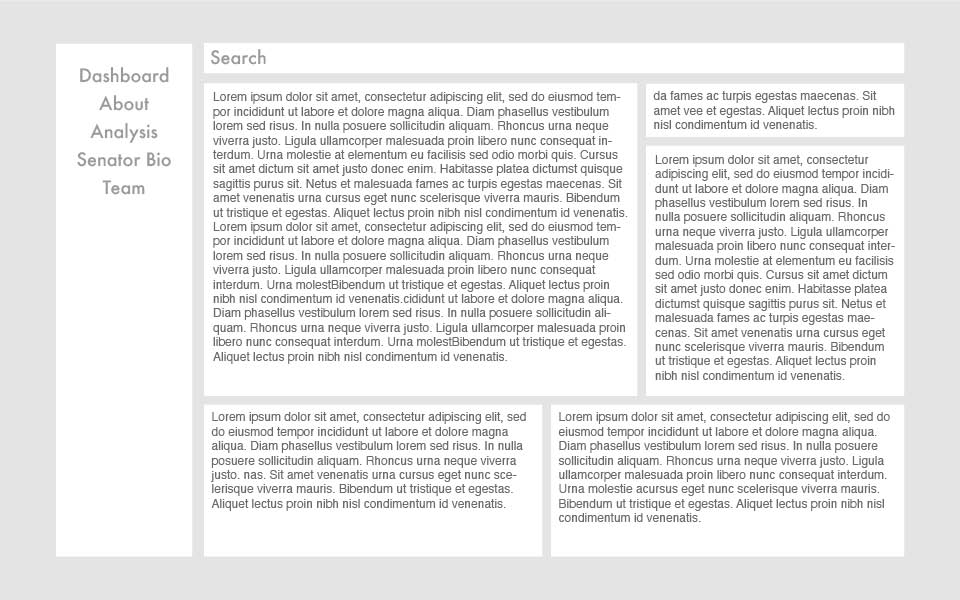 Dashboard
About
Analysis
Senator Bio
Team
Search
Lorem ipsum dolor sit amet, consectetur adipiscing elit, sed do eiusmod tem-
por incididunt ut labore et dolore magna aliqua. Diam phasellus vestibulum
lorem sed risus. In nulla posuere sollicitudin aliquam. Rhoncus urna neque
viverra justo. Ligula ullamcorper malesuada proin libero nunc consequat in-
terdum. Urna molestie at elementum eu facilisis sed odio morbi quis. Cursus
sit amet dictum sit amet justo donec enim. Habitasse platea dictumst quisque
sagittis purus sit. Netus et malesuada fames ac turpis egestas maecenas. Sit
amet venenatis urna cursus eget nunc scelerisque viverra mauris. Bibendum
ut tristique et egestas. Aliquet lectus proin nibh nisl condimentum id venenatis.
Lorem ipsum dolor sit amet, consectetur adipiscing elit, sed do eiusmod tem-
por incididunt ut labore et dolore magna aliqua. Diam phasellus vestibulum
lorem sed risus. In nulla posuere sollicitudin aliquam. Rhoncus urna neque
viverra justo. Ligula ullamcorper malesuada proin libero nunc consequat
interdum. Urna molestBibendum ut tristique et egestas. Aliquet lectus proin
nibh nisl condimentum id venenatis.cididunt ut labore et dolore magna aliqua.
Diam phasellus vestibulum lorem sed risus. In nulla posuere sollicitudin ali-
quam. Rhoncus urna neque viverra justo. Ligula ullamcorper malesuada proin
libero nunc consequat interdum. Urna molestBibendum ut tristique et egestas.
Aliquet lectus proin nibh nisl condimentum id venenatis.
da fames ac turpis egestas maecenas. Sit
amet vee et egestas. Aliquet lectus proin nibh
nisl condimentum id venenatis.
Lorem ipsum dolor sit amet, consectetur
adipiscing elit, sed do eiusmod tempor incidi-
dunt ut labore et dolore magna aliqua. Diam
phasellus vestibulum lorem sed risus. In
nulla posuere sollicitudin aliquam. Rhoncus
urna neque viverra justo. Ligula ullamcorper
malesuada proin libero nunc consequat inter-
dum. Urna molestie at elementum eu facilisis
sed odio morbi quis. Cursus sit amet dictum
sit amet justo donec enim. Habitasse platea
dictumst quisque sagittis purus sit. Netus et
malesuada fames ac turpis egestas mae-
cenas. Sit amet venenatis urna cursus eget
nunc scelerisque viverra mauris. Bibendum
ut tristique et egestas. Aliquet lectus proin
nibh nisl condimentum id venenatis.
Lorem ipsum dolor sit amet, consectetur adipiscing elit, sed
do eiusmod tempor incididunt ut labore et dolore magna
aliqua. Diam phasellus vestibulum lorem sed risus. In nulla
posuere sollicitudin aliquam. Rhoncus urna neque viverra
justo. nas. Sit amet venenatis urna cursus eget nunc sce-
lerisque viverra mauris. Bibendum ut tristique et egestas.
Aliquet lectus proin nibh nisl condimentum id venenatis.
Lorem ipsum dolor sit amet, consectetur adipiscing elit, sed do
eiusmod tempor incididunt ut labore et dolore magna aliqua.
Diam phasellus vestibulum lorem sed risus. In nulla posuere
sollicitudin aliquam. Rhoncus urna neque viverra justo. Ligula
ullamcorper malesuada proin libero nunc consequat interdum.
Urna molestie acursus eget nunc scelerisque viverra mauris.
Bibendum ut tristique et egestas. Aliquet lectus proin nibh nisl
condimentum id venenatis.